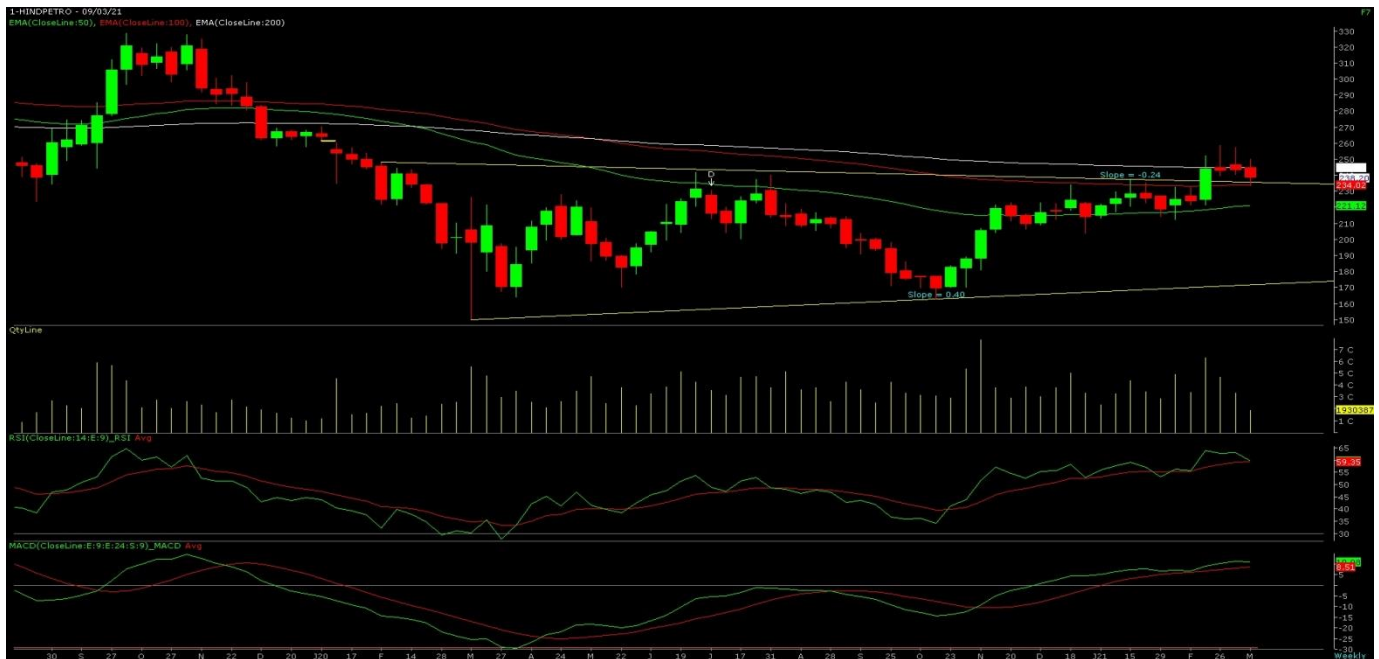 1-HINDPETRO - 09/03/21
F7
EMA(CloseLine:50), EMA(CloseLine:100), EMA(CloseLine:200)
330
320
310
300
290
280
270
260
250
238.20
234.02
230
221.12
210
200
190
180
170
160
150
D
Slope = -0.24
Slope = 0.40
QtyLine
7 C
6 C
5 C
4 C
3 C
1930387
1 C
RSI(CloseLine:14:E:9)_RSI Avg
65
59.35
55
50
45
40
35
30
MACD(CloseLine:E:9:E:24:S:9)_MACD Avg
8.51
5
-5
-10
-15
-20
-25
-30
30 S 27 O 27 N 22 D 20 J20 17 F 14 28 M 27 A 24 M 22 J 19 J 17 31 A 28 S 25 O 23 N 20 D 18 J21 15 29 F 26 M Weekly